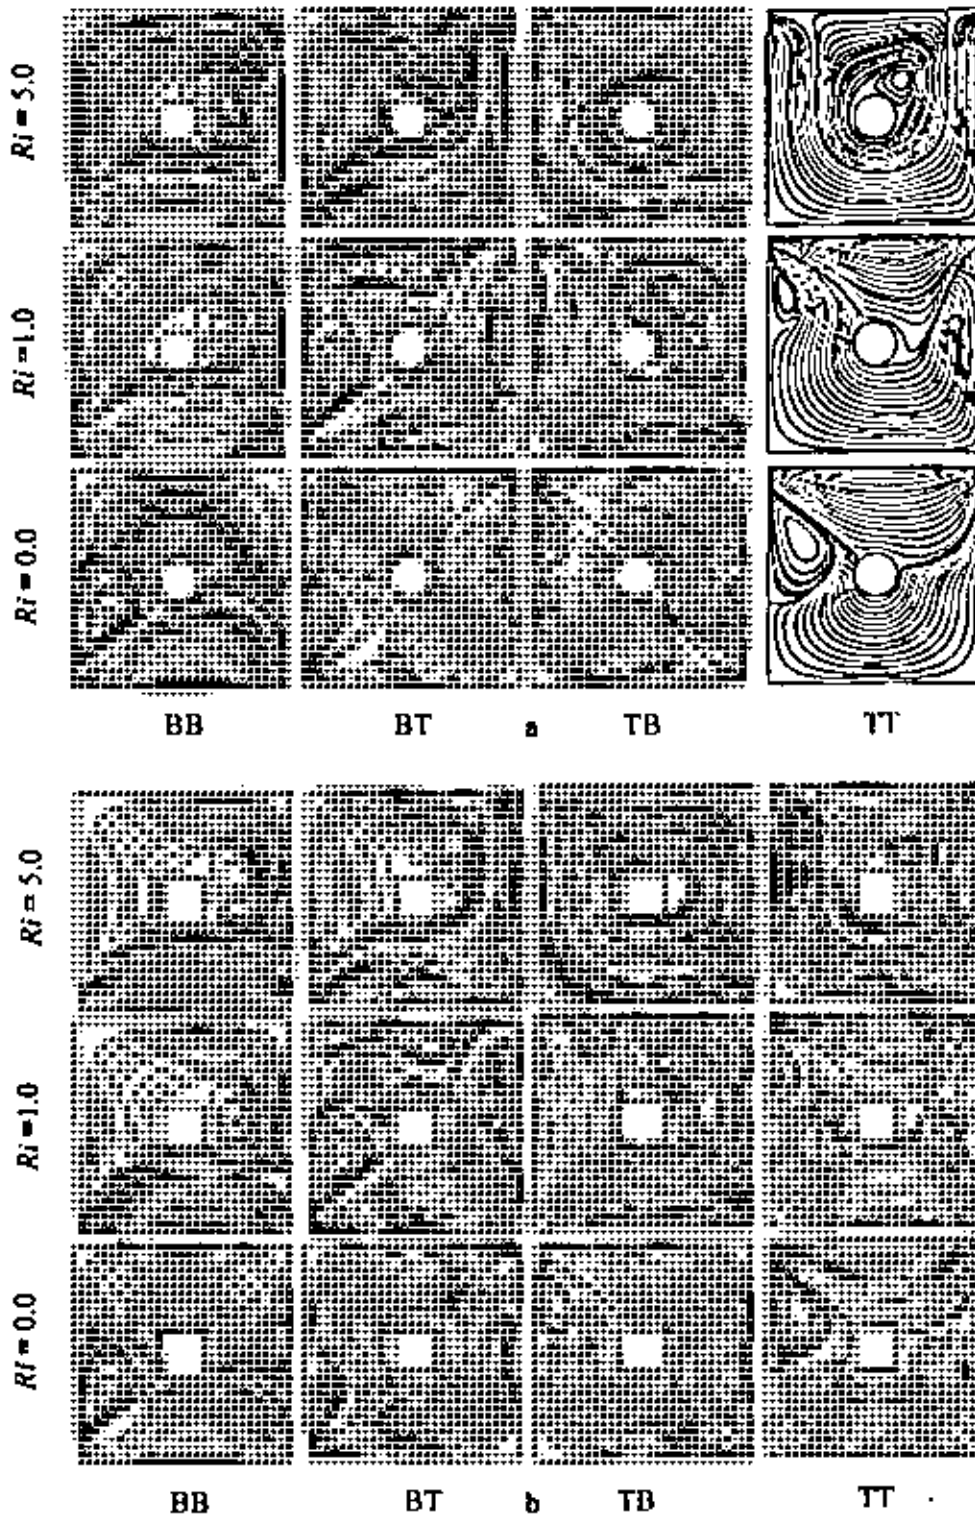 Ri = 5.0
Ri = 1.0
Ri = 0.0
BB BT a TB TT
Ri = 5.0
Ri = 1.0
Ri = 0.0
BB BT b TB TT